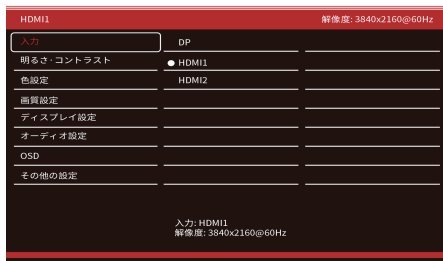 HDMI1
解像度: 3840x2160@60Hz
入力
DP
明るさ·コントラスト
HDMI1
色設定
HDMI2
画質設定
ディスプレイ設定
オーディオ設定
OSD
その他の設定
入力: HDMI1
解像度: 3840x2160@60Hz